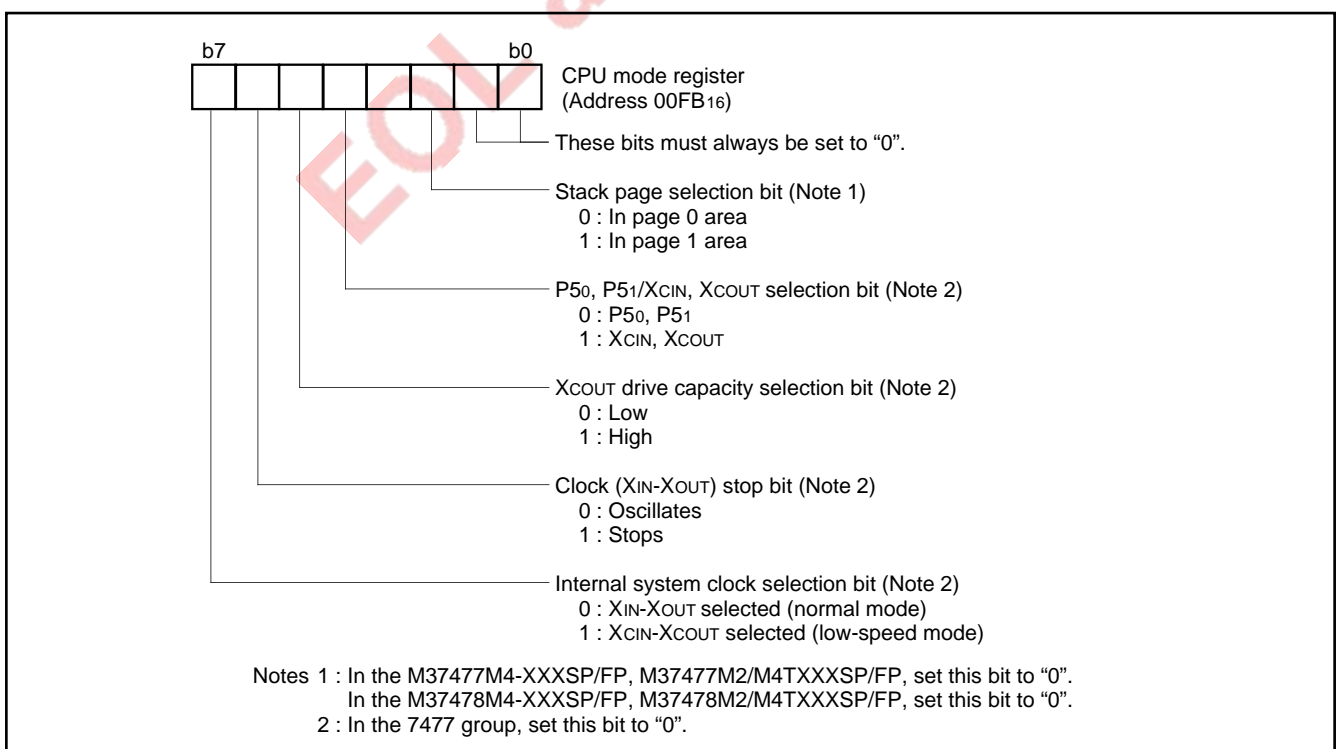 EOL a
b7 b0
CPU mode register
(Address 00FB16)
These bits must always be set to “0”.
Stack page selection bit (Note 1)
0 : In page 0 area
1 : In page 1 area
P50, P51/XCIN, XCOUT selection bit (Note 2)
0 : P50, P51
1 : XCIN, XCOUT
XCOUT drive capacity selection bit (Note 2)
0 : Low
1 : High
Clock (XIN-XOUT) stop bit (Note 2)
0 : Oscillates
1 : Stops
Internal system clock selection bit (Note 2)
0 : XIN-XOUT selected (normal mode)
1 : XCIN-XCOUT selected (low-speed mode)
Notes 1 : In the M37477M4-XXXSP/FP, M37477M2/M4TXXXSP/FP, set this bit to “0”.
In the M37478M4-XXXSP/FP, M37478M2/M4TXXXSP/FP, set this bit to “0”.
2 : In the 7477 group, set this bit to “0”.